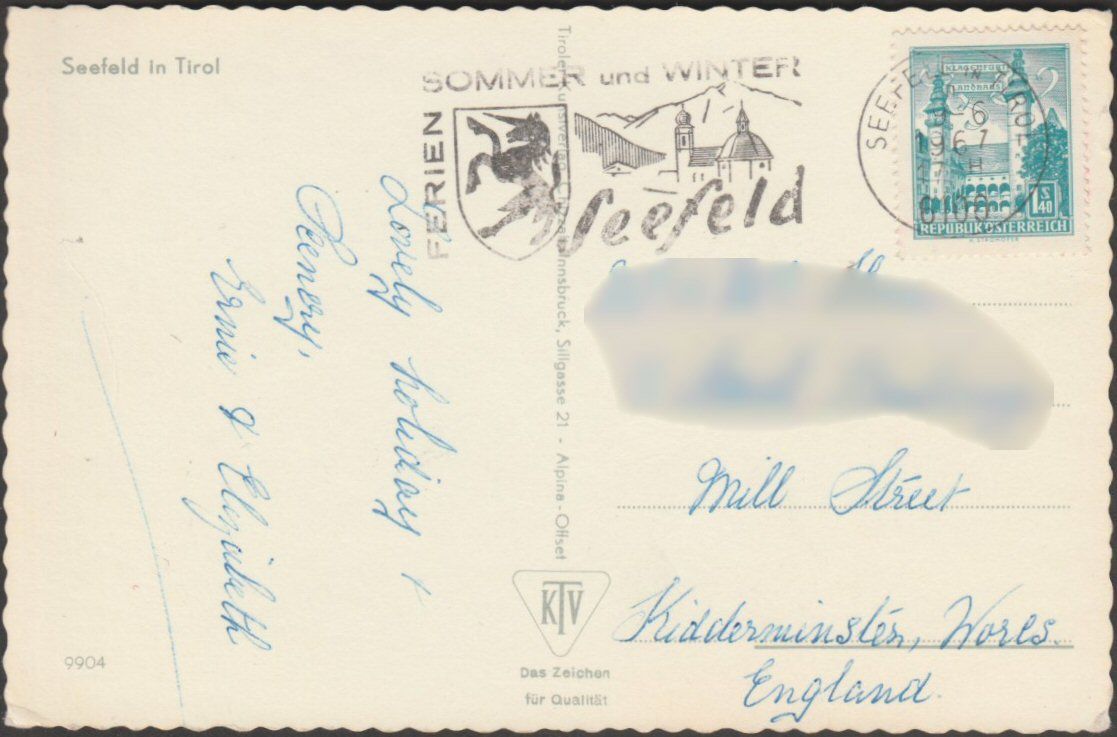 Seefeld in Tirol
FERIEN
SOMMER und WINTER
Seefeld
SEEFELD IN TIROL
1967
6100
KLAGENFURT
LANDHAUS
S 1.40
REPUBLIK ÖSTERREICH
Lovely holiday +
Scenery,
Ernie & Elizabeth
Innsbruck, Sillgasse 21 - Alpina-Offset
Mill Street
Kidderminster, Worcs.
England.
KTV
Das Zeichen
für Qualität
9904